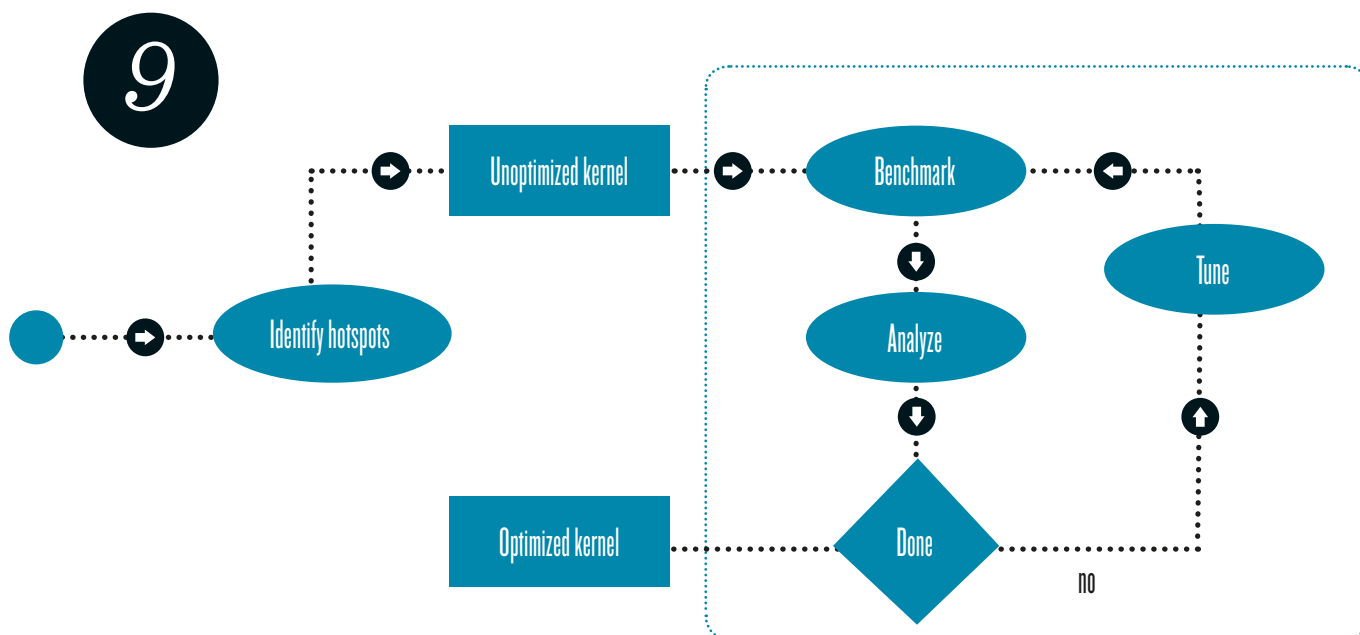 9
Unoptimized kernel
Benchmark
Tune
Identify hotspots
Analyze
Optimized kernel
Done
no